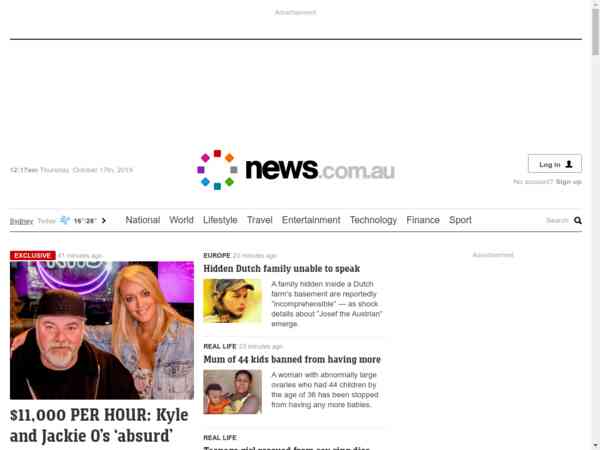 Advertisement
12:17am Thursday, October 17th, 2019
news.com.au
Log in
No account? Sign up
Sydney Today 16°/28°
National World Lifestyle Travel Entertainment Technology Finance Sport
Search
EXCLUSIVE 41 minutes ago
$11,000 PER HOUR: Kyle
and Jackie O's ‘absurd’
EUROPE 23 minutes ago
Hidden Dutch family unable to speak
A family hidden inside a Dutch
farm's basement are reportedly
"incomprehensible" — as shock
details about "Josef the Austrian"
emerge.
REAL LIFE 23 minutes ago
Mum of 44 kids banned from having more
A woman with abnormally large
ovaries who had 44 children by
the age of 36 has been stopped
from having any more babies.
REAL LIFE
Advertisement